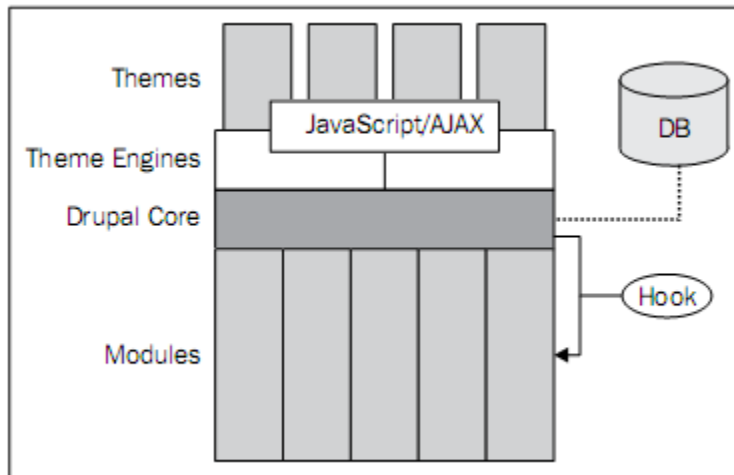 Themes
JavaScript/AJAX
DB
Theme Engines
Drupal Core
Hook
Modules